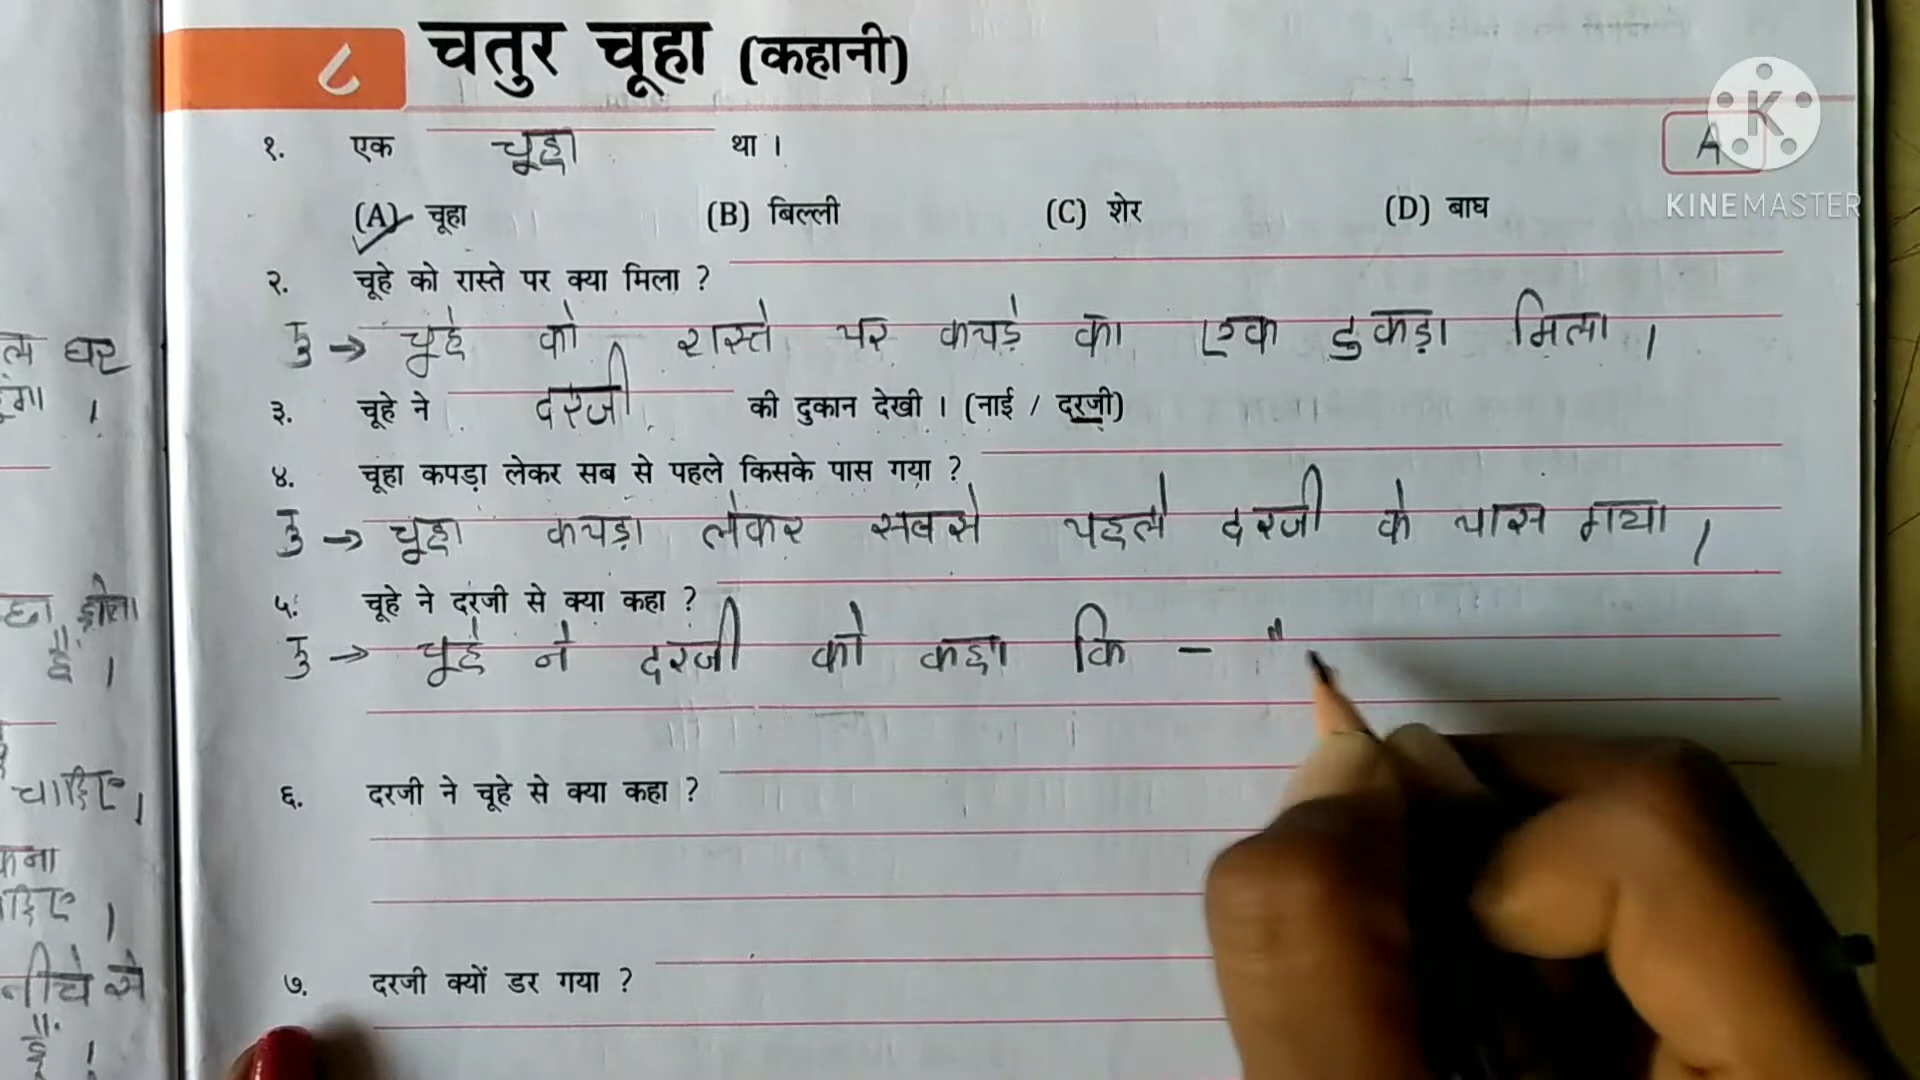 ८ चतुर चूहा (कहानी)
१. एक चूहा था ।
A
KINEMASTER
(A) चूहा (B) बिल्ली (C) शेर (D) बाघ
२. चूहे को रास्ते पर क्या मिला ?
उ → चूहे को रास्ते पर कपड़े का एक टुकड़ा मिला ।
३. चूहे ने दरजी की दुकान देखी । (नाई / दरजी)
४. चूहा कपड़ा लेकर सब से पहले किसके पास गया ?
उ → चूहा कपड़ा लेकर सबसे पहले दरजी के पास गया ।
५. चूहे ने दरजी से क्या कहा ?
उ → चूहे ने दरजी को कहा कि – "
६. दरजी ने चूहे से क्या कहा ?
७. दरजी क्यों डर गया ?
घर
।
है ।
चाहिए ।
।
नीचे से
है ।